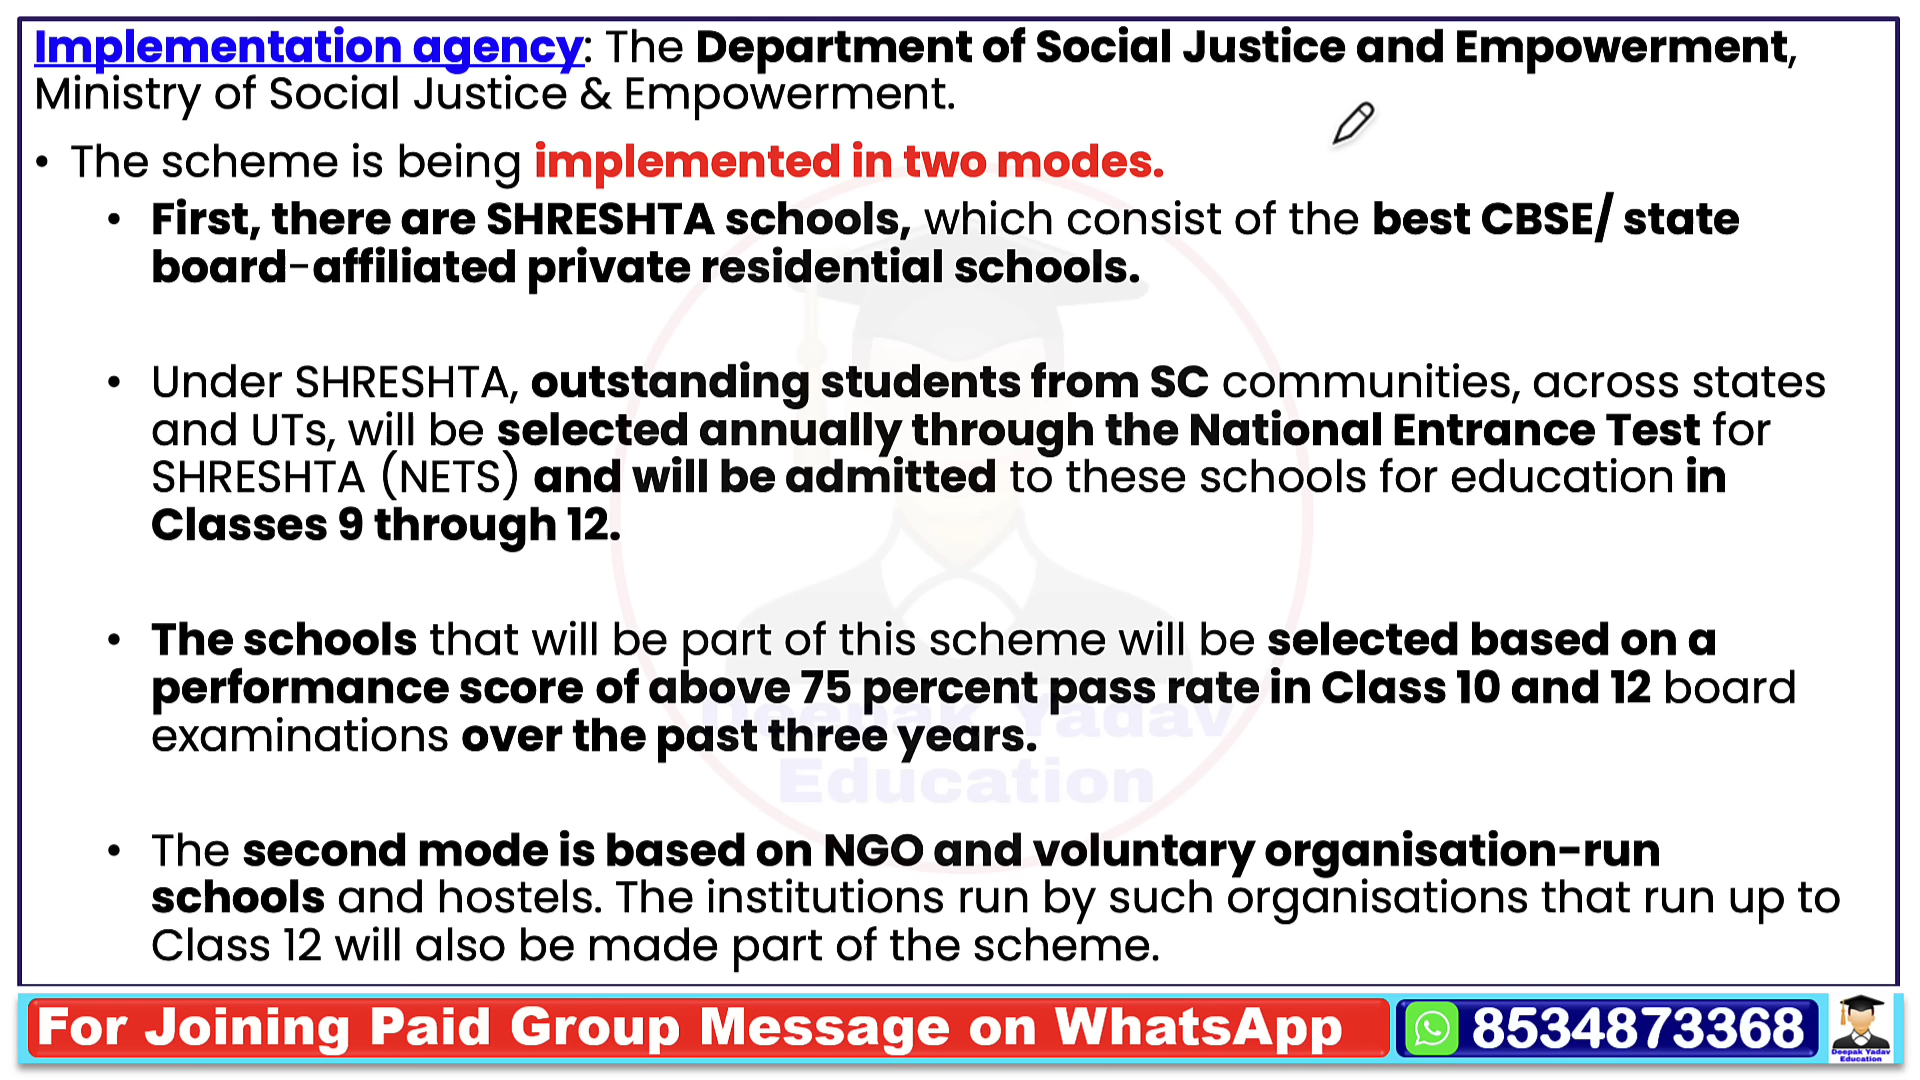 Implementation agency: The Department of Social Justice and Empowerment,
Ministry of Social Justice & Empowerment.
• The scheme is being implemented in two modes.
• First, there are SHRESHTA schools, which consist of the best CBSE/ state
board-affiliated private residential schools.
• Under SHRESHTA, outstanding students from SC communities, across states
and UTs, will be selected annually through the National Entrance Test for
SHRESHTA (NETS) and will be admitted to these schools for education in
Classes 9 through 12.
• The schools that will be part of this scheme will be selected based on a
performance score of above 75 percent pass rate in Class 10 and 12 board
examinations over the past three years.
Deepak Yadav
Education
• The second mode is based on NGO and voluntary organisation-run
schools and hostels. The institutions run by such organisations that run up to
Class 12 will also be made part of the scheme.
For Joining Paid Group Message on WhatsApp
8534873368
Deepak Yadav
Education